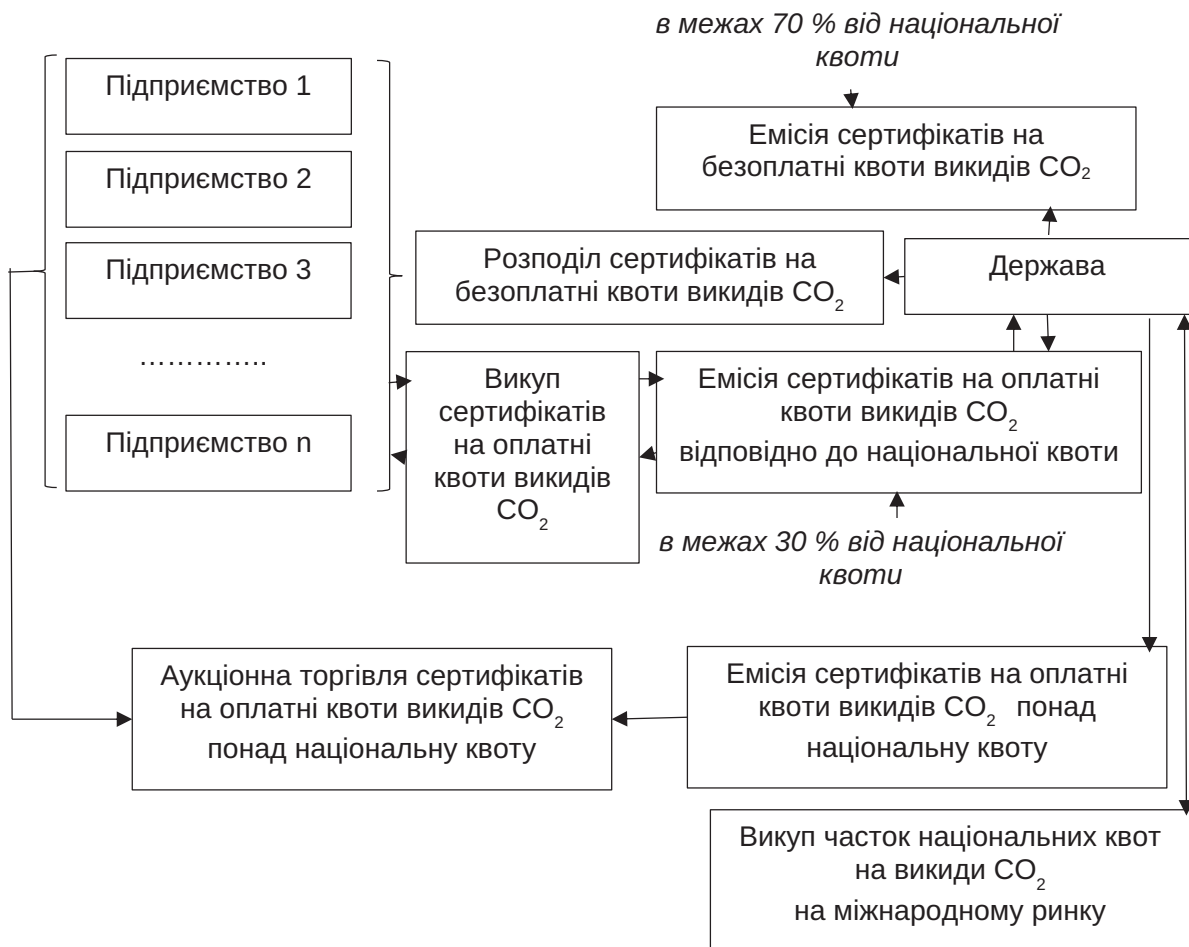 в межах 70 % від національної
квоти
Підприємство 1
Емісія сертифікатів на
безоплатні квоти викидів CO₂
Підприємство 2
Підприємство 3
Розподіл сертифікатів на
безоплатні квоти викидів CO₂
Держава
…………..
Викуп
сертифікатів
на оплатні
квоти викидів
CO₂
Емісія сертифікатів на оплатні
квоти викидів CO₂
відповідно до національної квоти
Підприємство n
в межах 30 % від національної
квоти
Аукціонна торгівля сертифікатів
на оплатні квоти викидів CO₂
понад національну квоту
Емісія сертифікатів на оплатні
квоти викидів CO₂ понад
національну квоту
Викуп часток національних квот
на викиди CO₂
на міжнародному ринку